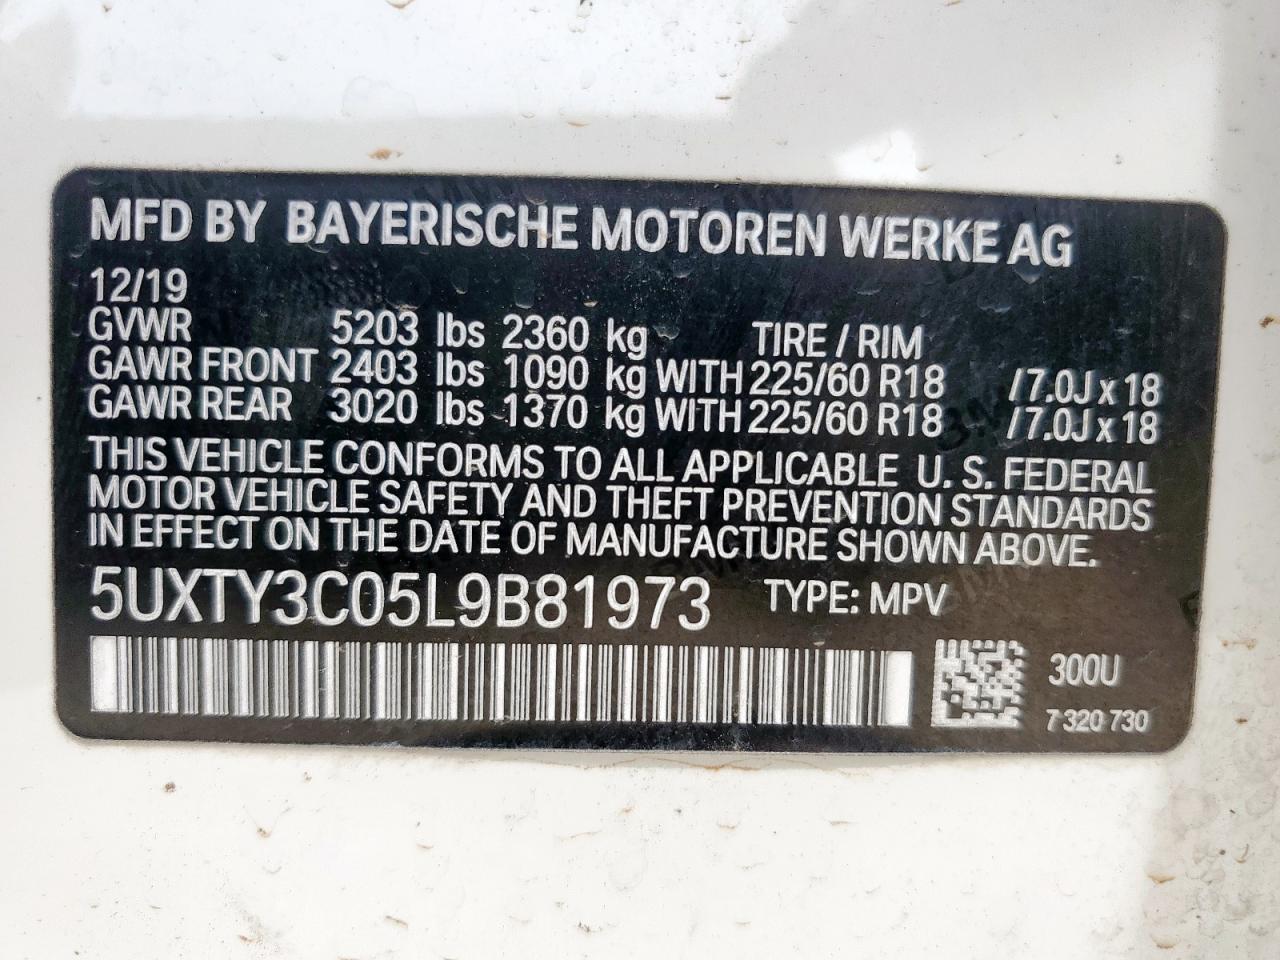 MFD BY BAYERISCHE MOTOREN WERKE AG
12/19
GVWR 5203 lbs 2360 kg TIRE / RIM
GAWR FRONT 2403 lbs 1090 kg WITH 225/60 R18 /7.0J x 18
GAWR REAR 3020 lbs 1370 kg WITH 225/60 R18 /7.0J x 18
THIS VEHICLE CONFORMS TO ALL APPLICABLE U. S. FEDERAL
MOTOR VEHICLE SAFETY AND THEFT PREVENTION STANDARDS
IN EFFECT ON THE DATE OF MANUFACTURE SHOWN ABOVE.
5UXTY3C05L9B81973 TYPE: MPV
300U
7 320 730